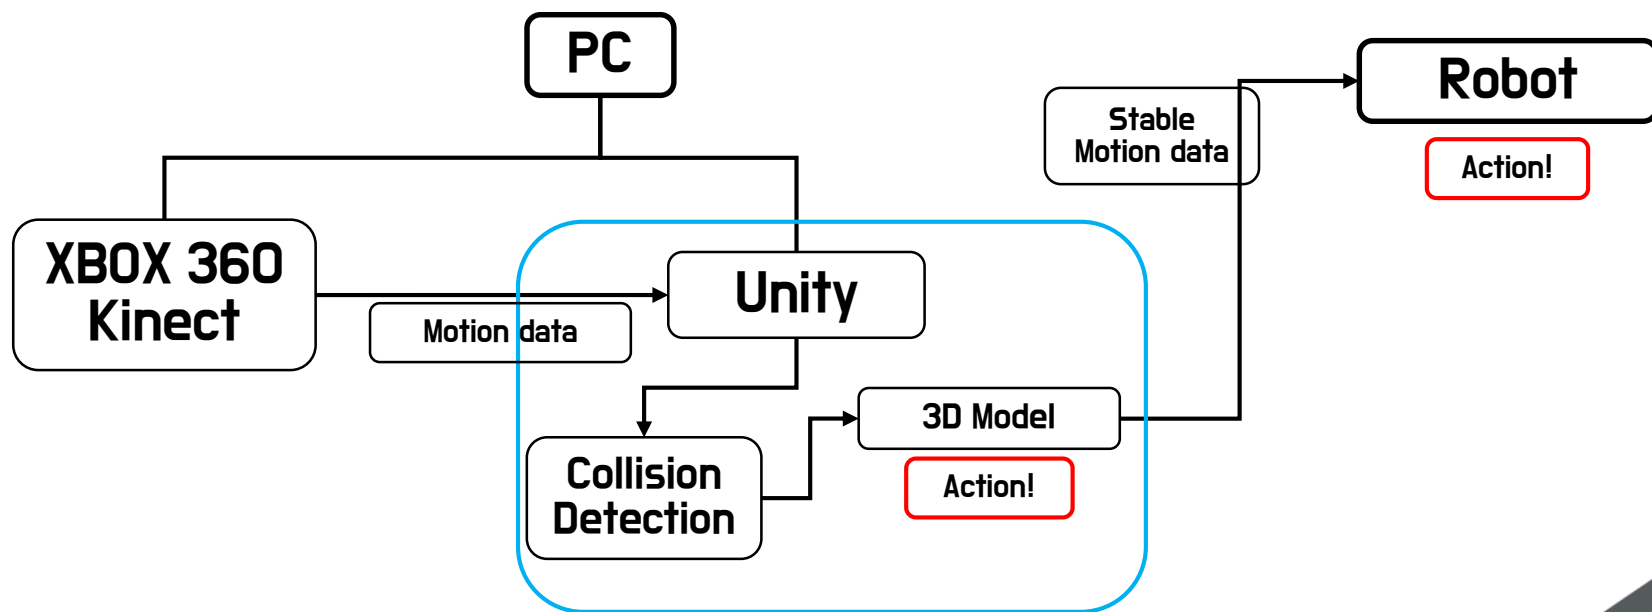 PC
Robot
Stable
Motion data
Action!
XBOX 360
Kinect
Unity
Motion data
3D Model
Collision
Detection
Action!